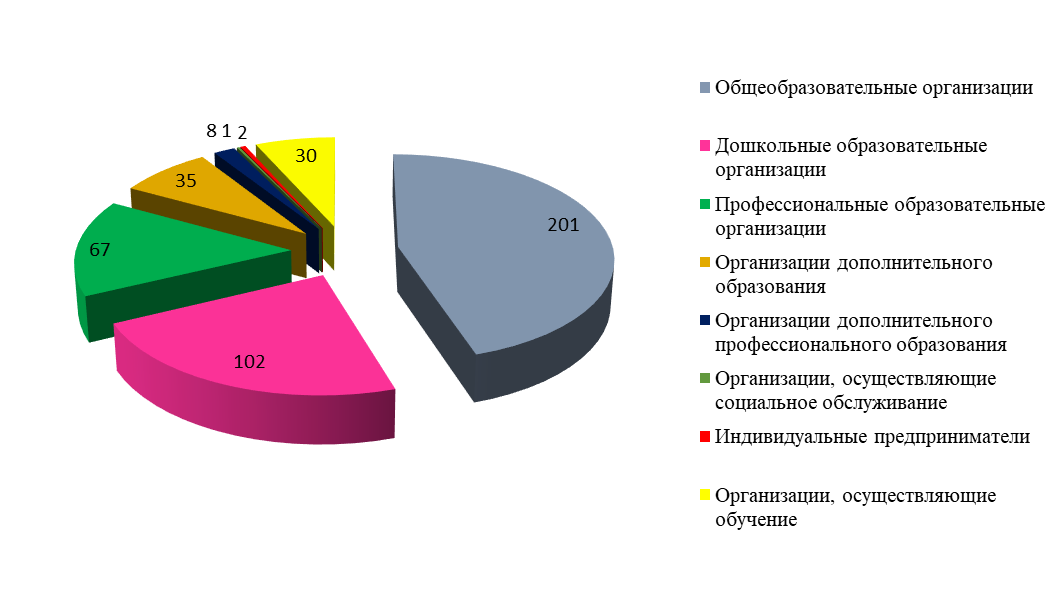 8 1 2
30
35
201
67
102
Общеобразовательные организации
Дошкольные образовательные
организации
Профессиональные образовательные
организации
Организации дополнительного
образования
Организации дополнительного
профессионального образования
Организации, осуществляющие
социальное обслуживание
Индивидуальные предприниматели
Организации, осуществляющие
обучение